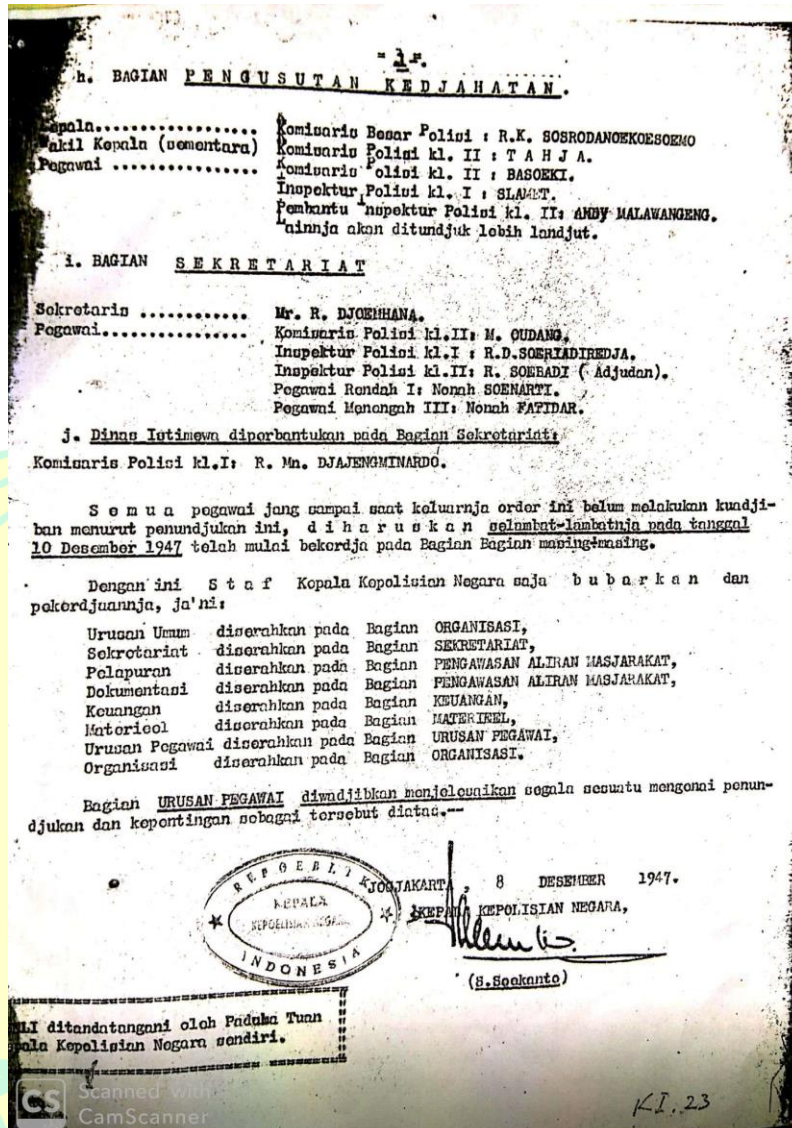 - 3 -.
h. BAGIAN PENGUSUTAN KEDJAHATAN.
epala.................. Komisaris Besar Polisi : R.K. SOSRODANOEKOESOEMO
akil Kepala (sementara) Komisaris Polisi kl. II : T A H J A.
Pegawai ................ Komisaris Polisi kl. II : BASOEKI.
Inspektur Polisi kl. I : SLAMET.
Pembantu Inspektur Polisi kl. II: ANDY MALAWANGENG.
Lainnja akan ditundjuk lebih landjut.
i. BAGIAN S E K R E T A R I A T
Sekretaris ............ Mr. R. DJOEMHANA.
Pegawai................ Komisaris Polisi kl.II: M. OUDANG.
Inspektur Polisi kl.I : R.D.SOERIADIREDJA.
Inspektur Polisi kl.II: R. SOEBADI ( Adjudan).
Pegawai Rendah I: Nonah SOENARTI.
Pegawai Menengah III: Nonah FATIDAR.
j. Dinas Istimewa diperbantukan pada Bagian Sekretariat:
Komisaris Polisi kl.I: R. Mn. DJAJENGMINARDO.
S e m u a pegawai jang sampai saat keluarnja order ini belum melakukan kuadji-
ban menurut penundjukan ini, d i h a r u s k a n selambat-lambatnja pada tanggal
10 Desember 1947 telah mulai bekerdja pada Bagian Bagian masing-masing.
Dengan ini S t a f Kepala Kepolisian Negara saja b u b a r k a n dan
pekerdjaannja, ja'ni:
Urusan Umum diserahkan pada Bagian ORGANISASI,
Sekretariat diserahkan pada Bagian SEKRETARIAT,
Pelapuran diserahkan pada Bagian PENGAWASAN ALIRAN MASJARAKAT,
Dokumentasi diserahkan pada Bagian PENGAWASAN ALIRAN MASJARAKAT,
Keuangan diserahkan pada Bagian KEUANGAN,
Materieel diserahkan pada Bagian MATERIEEL,
Urusan Pegawai diserahkan pada Bagian URUSAN PEGAWAI,
Organisasi diserahkan pada Bagian ORGANISASI.
Bagian URUSAN PEGAWAI diwadjibkan menjelesaikan segala sesuatu mengenai penun-
djukan dan kepentingan sebagai tersebut diatas.--
REPOEBLIK
KEPALA
KEPOELISIAN NEGARA
INDONESIA
JOGJAKARTA , 8 DESEMBER 1947.
KEPALA KEPOLISIAN NEGARA,
(S.Soekanto)
LI ditandatangani oleh Paduka Tuan
pala Kepolisian Negara sendiri.
CS Scanned with
CamScanner
KI.23